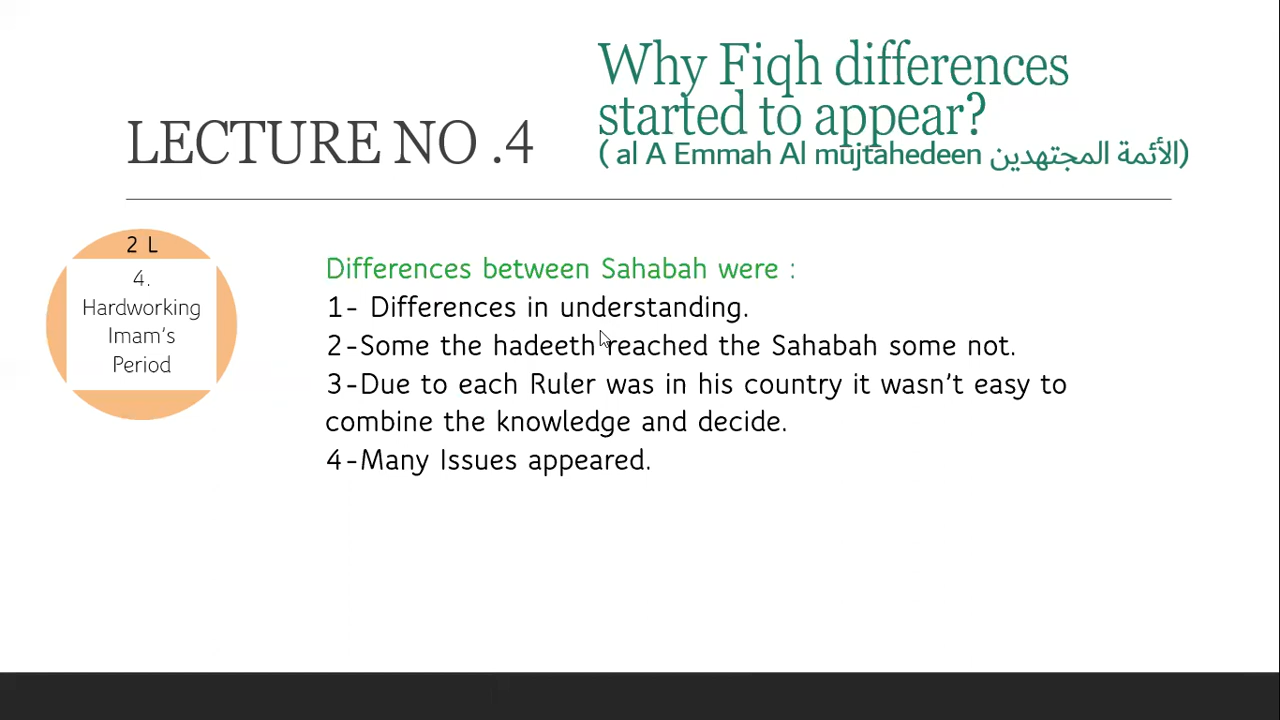 LECTURE NO .4
Why Fiqh differences
started to appear?
( al A Emmah Al mujtahedeen الأئمة المجتهدين)
2 L
4.
Hardworking
Imam's
Period
Differences between Sahabah were :
1- Differences in understanding.
2-Some the hadeeth reached the Sahabah some not.
3-Due to each Ruler was in his country it wasn't easy to
combine the knowledge and decide.
4-Many Issues appeared.